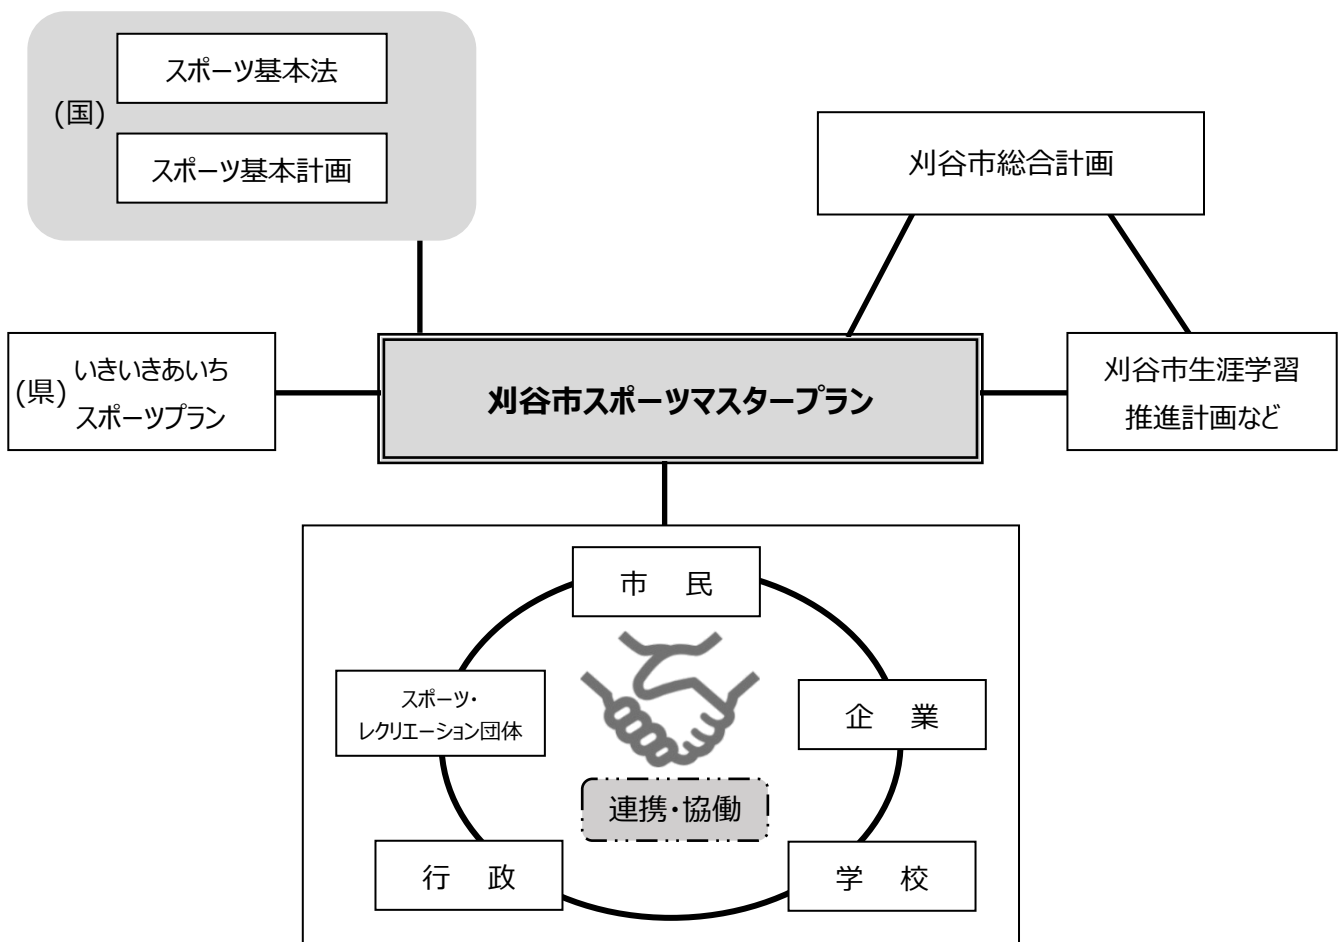 スポーツ基本法
(国)
スポーツ基本計画
刈谷市総合計画
(県)
いきいきあいち
スポーツプラン
刈谷市スポーツマスタープラン
刈谷市生涯学習
推進計画など
市　民
スポーツ・
レクリエーション団体
企　業
連携・協働
行　政
学　校